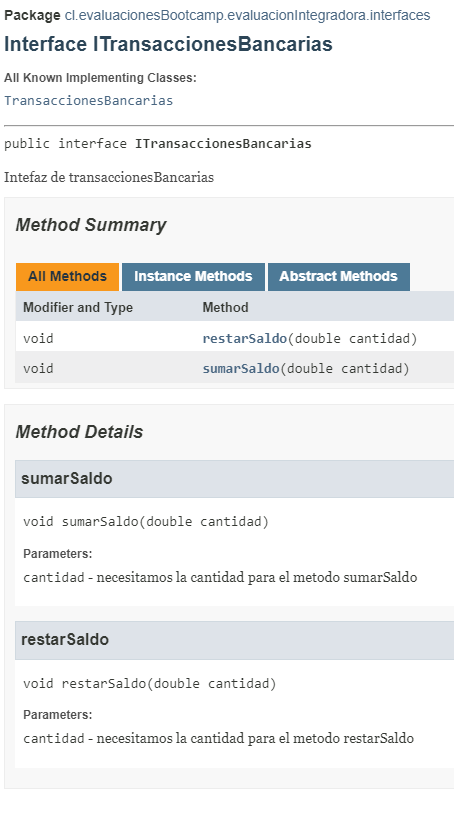 Package cl.evaluacionesBootcamp.evaluacionIntegradora.interfaces
Interface ITransaccionesBancarias
All Known Implementing Classes:
TransaccionesBancarias
public interface ITransaccionesBancarias
Intefaz de transaccionesBancarias
Method Summary
All Methods Instance Methods Abstract Methods
Modifier and Type Method
void restarSaldo(double cantidad)
void sumarSaldo(double cantidad)
Method Details
sumarSaldo
void sumarSaldo(double cantidad)
Parameters:
cantidad - necesitamos la cantidad para el metodo sumarSaldo
restarSaldo
void restarSaldo(double cantidad)
Parameters:
cantidad - necesitamos la cantidad para el metodo restarSaldo